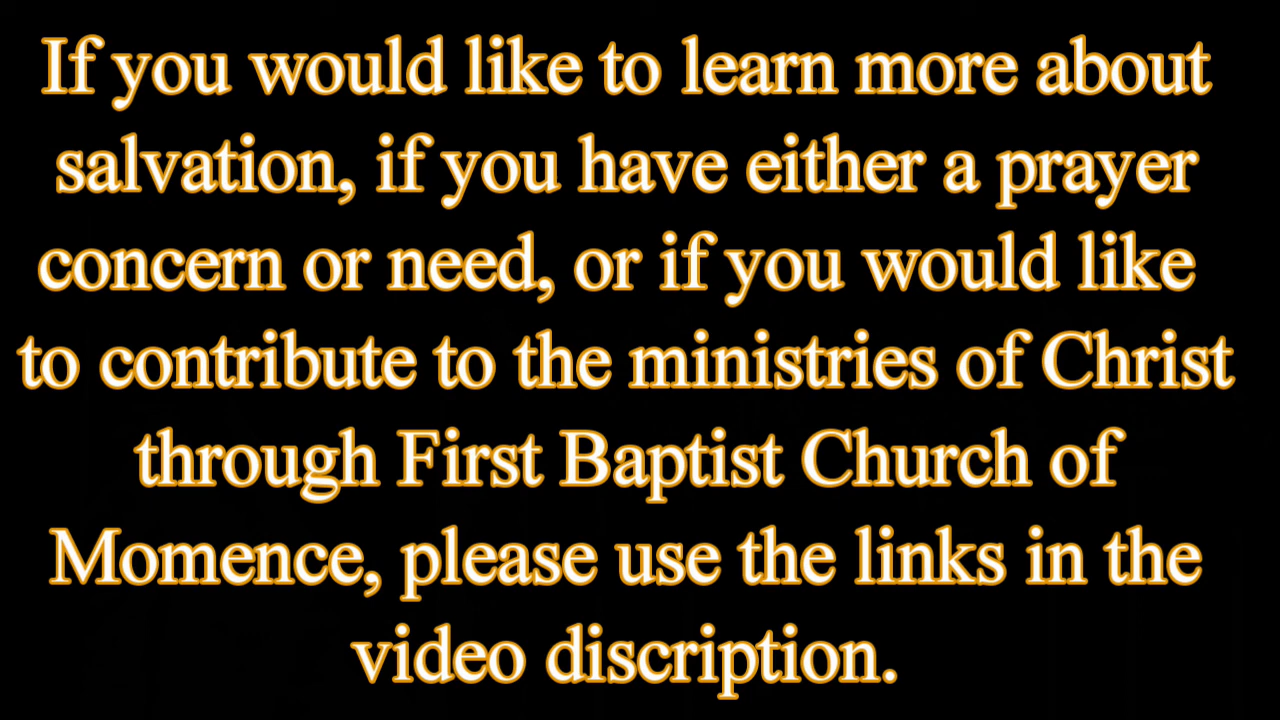 If you would like to learn more about
salvation, if you have either a prayer
concern or need, or if you would like
to contribute to the ministries of Christ
through First Baptist Church of
Momence, please use the links in the
video discription.